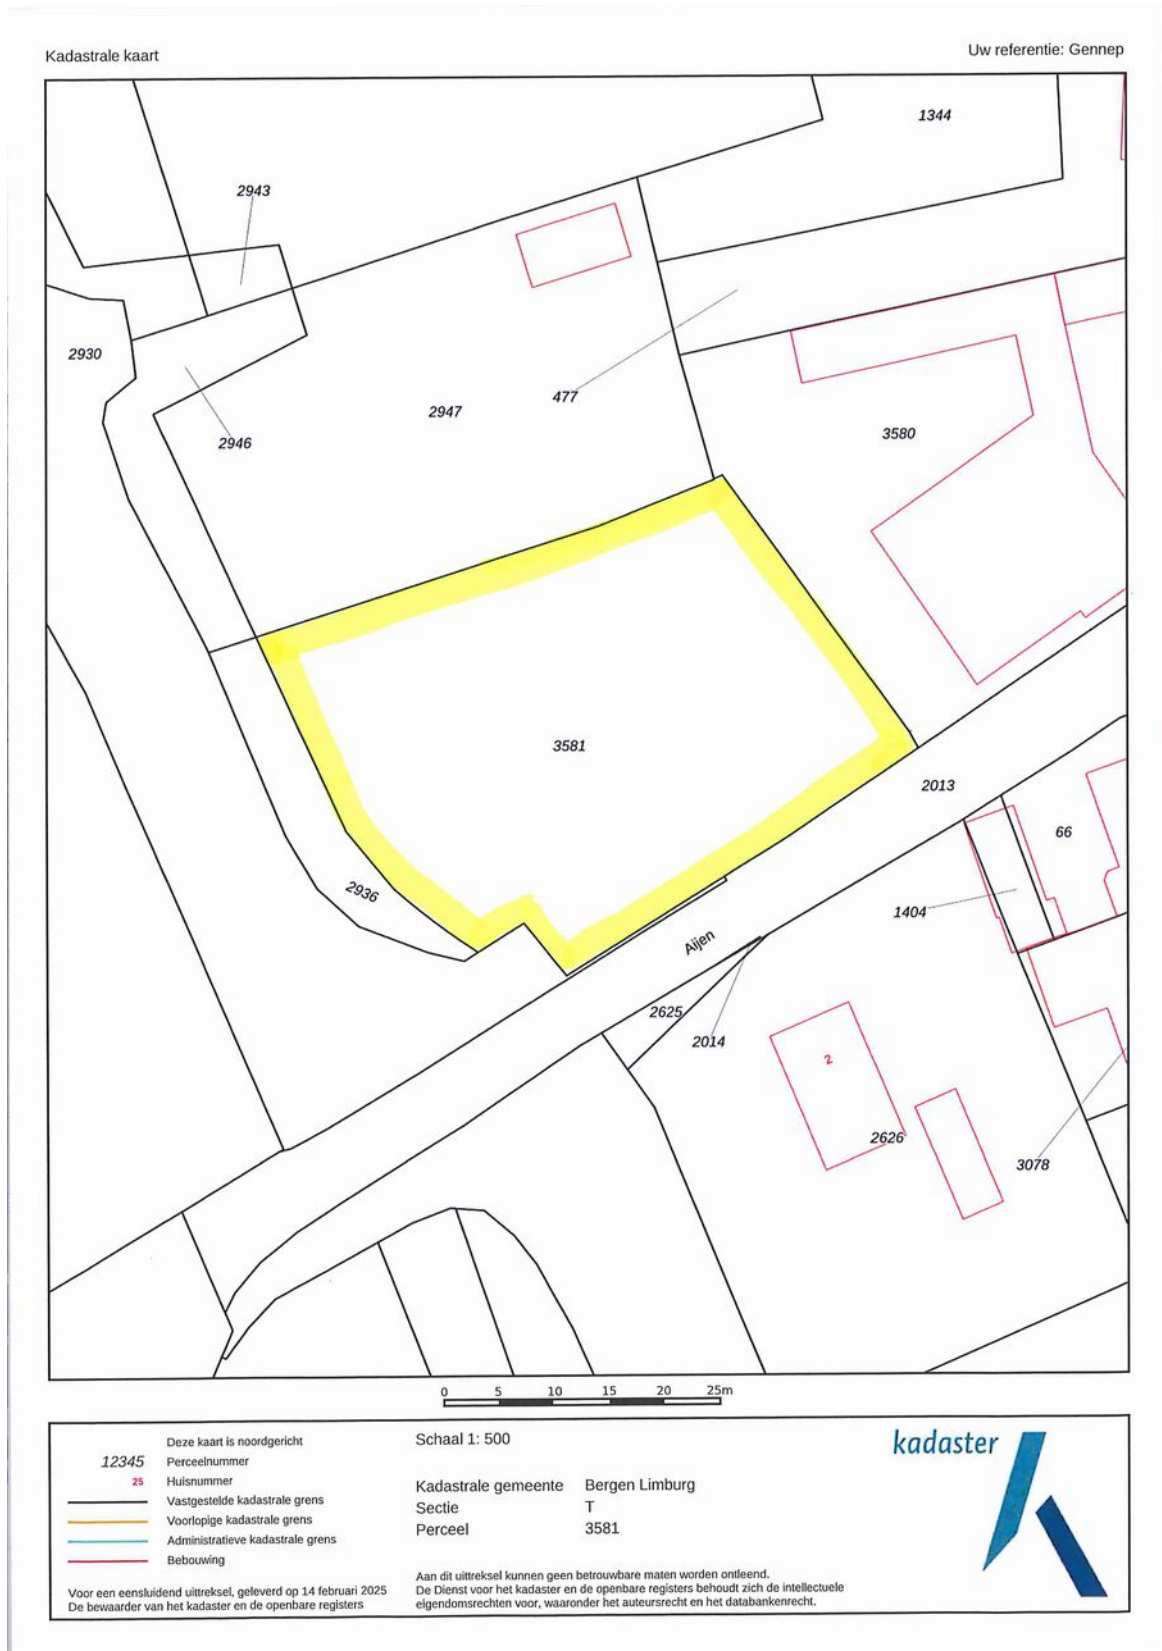 Kadastrale kaart
Uw referentie: Gennep
1344
2943
2930
477
2947
2946
3580
3581
2013
66
2936
1404
Aijen
2625
2014
2
2626
3078
0 5 10 15 20 25m
Deze kaart is noordgericht
12345 Perceelnummer
25 Huisnummer
Vastgestelde kadastrale grens
Voorlopige kadastrale grens
Administratieve kadastrale grens
Bebouwing
Voor een eensluidend uittreksel, geleverd op 14 februari 2025
De bewaarder van het kadaster en de openbare registers
Schaal 1: 500
Kadastrale gemeente Bergen Limburg
Sectie T
Perceel 3581
Aan dit uittreksel kunnen geen betrouwbare maten worden ontleend.
De Dienst voor het kadaster en de openbare registers behoudt zich de intellectuele
eigendomsrechten voor, waaronder het auteursrecht en het databankenrecht.
kadaster